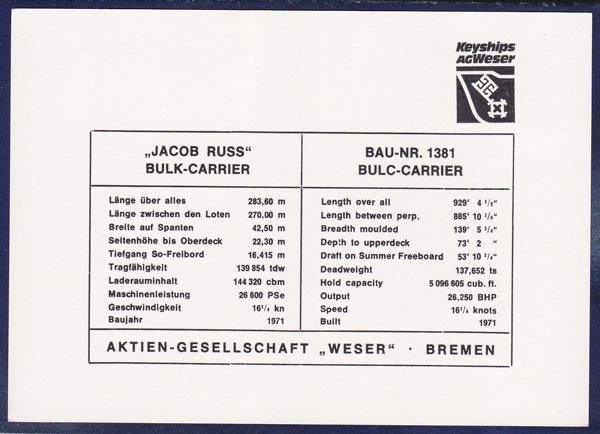 Keyships
AG Weser
„JACOB RUSS“
BULK-CARRIER
Länge über alles 283,60 m
Länge zwischen den Loten 270,00 m
Breite auf Spanten 42,50 m
Seitenhöhe bis Oberdeck 22,30 m
Tiefgang So-Freibord 16,415 m
Tragfähigkeit 139 854 tdw
Laderauminhalt 144 320 cbm
Maschinenleistung 26 600 PSe
Geschwindigkeit 16¹/₄ kn
Baujahr 1971
BAU-NR. 1381
BULC-CARRIER
Length over all 929' 4 ¹/₂"
Length between perp. 885' 10 ¹/₈"
Breadth moulded 139' 5 ¹/₄"
Depth to upperdeck 73' 2 "
Draft on Summer Freeboard 53' 10 ¹/₄"
Deadweight 137,652 ts
Hold capacity 5 096 605 cub. ft.
Output 26,250 BHP
Speed 16¹/₄ knots
Built 1971
AKTIEN-GESELLSCHAFT „WESER“ · BREMEN